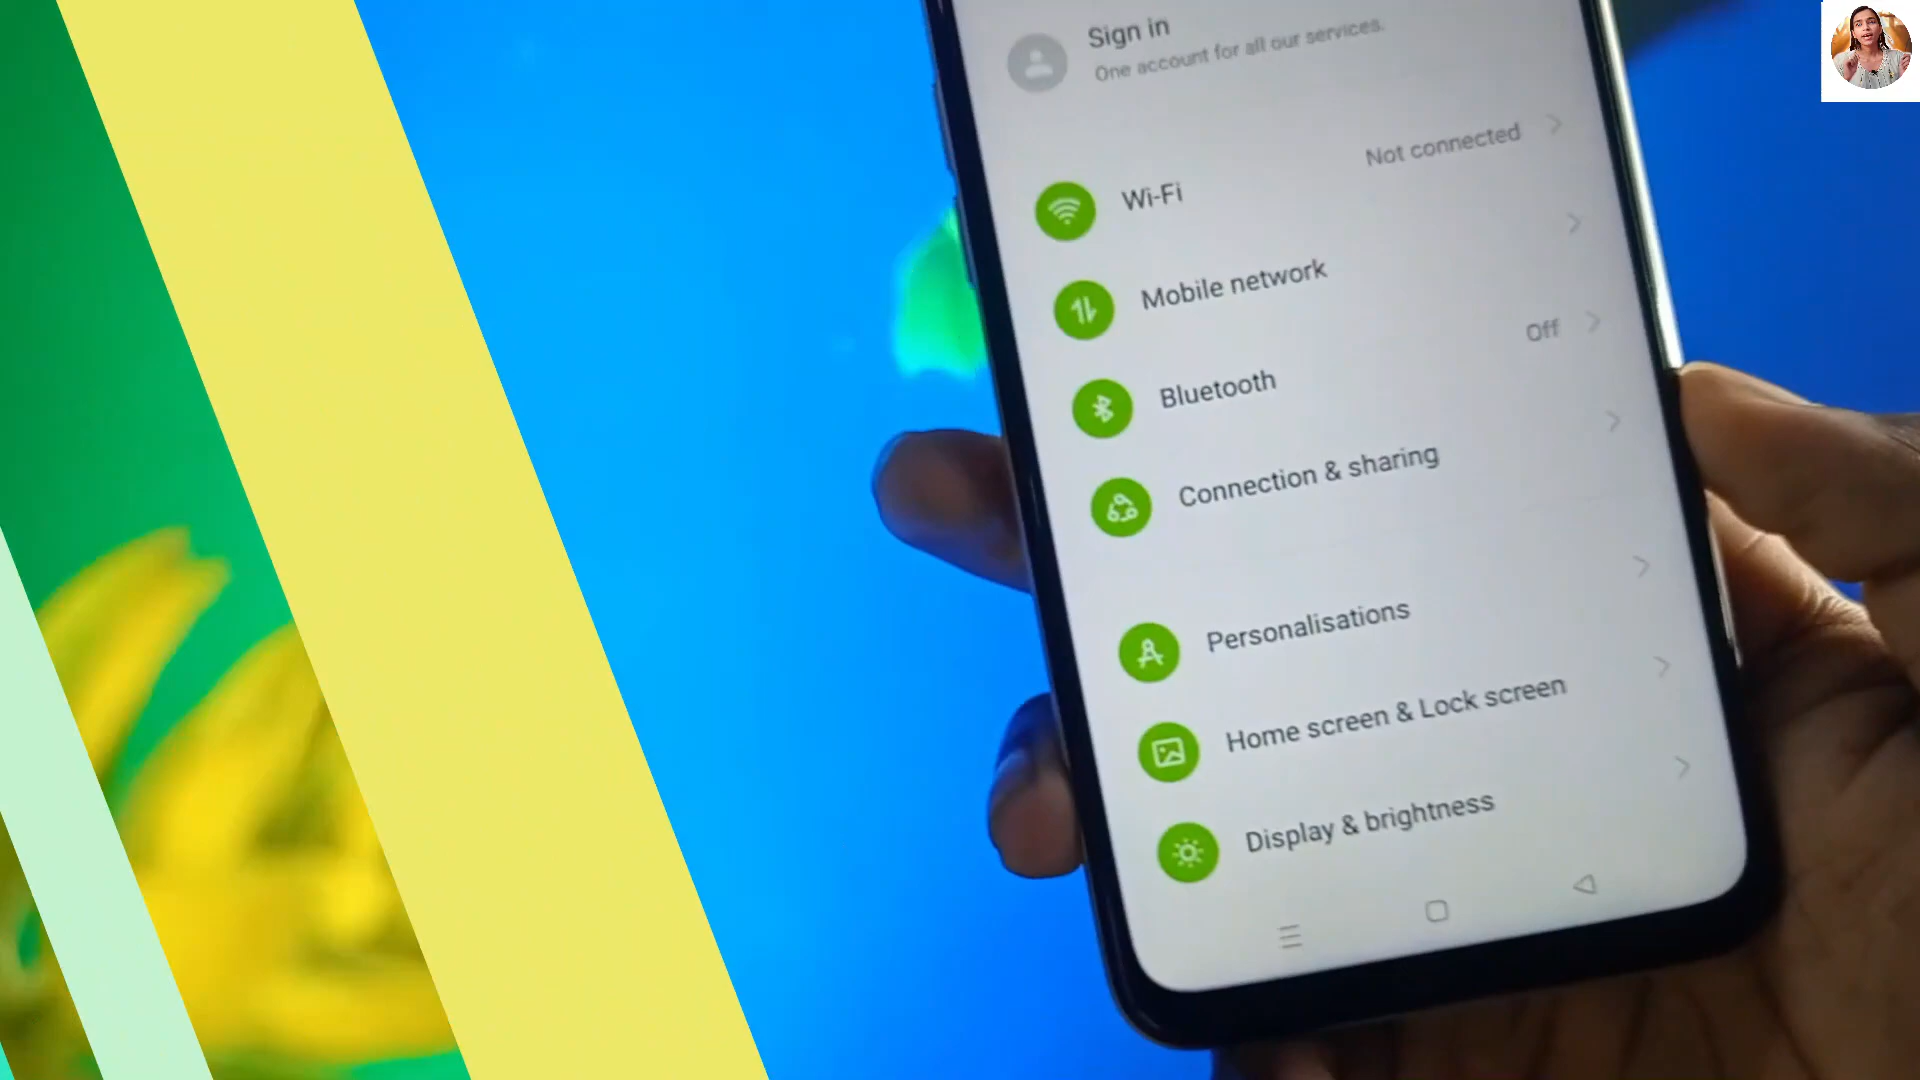 Sign in
One account for all our services.
Wi-Fi
Not connected
Mobile network
Bluetooth
Off
Connection & sharing
Personalisations
Home screen & Lock screen
Display & brightness